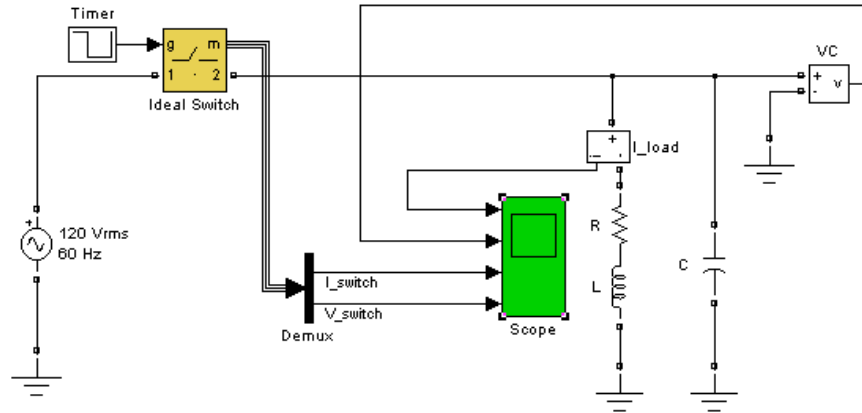 Timer
VC
g m
1 2
+
-
v
Ideal Switch
+
I_load
+
120 Vrms
60 Hz
R
I_switch
L
C
V_switch
Demux
Scope